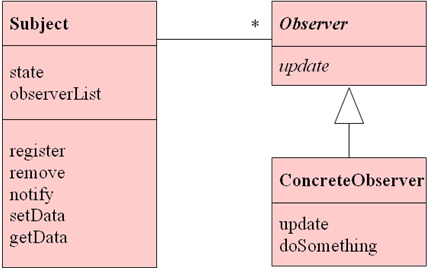 Subject
state
observerList
register
remove
notify
setData
getData
*
Observer
update
ConcreteObserver
update
doSomething